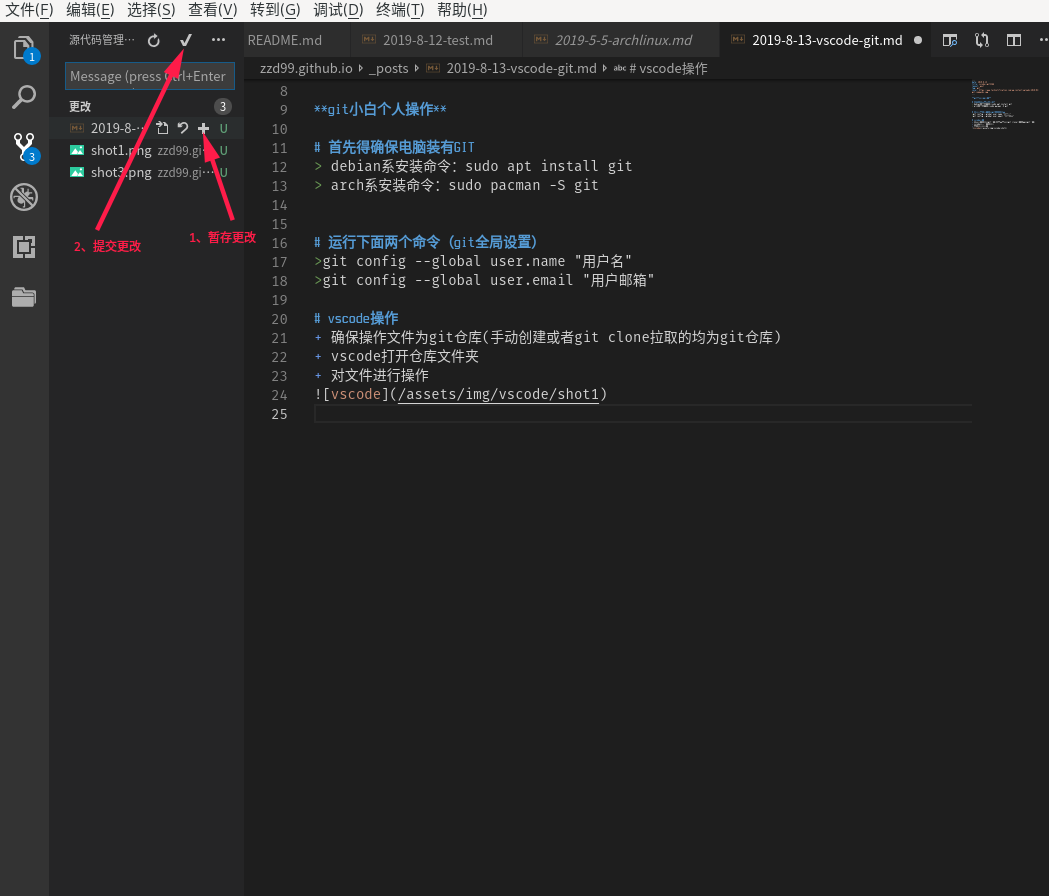 文件(F) 编辑(E) 选择(S) 查看(V) 转到(G) 调试(D) 终端(T) 帮助(H)
源代码管理···
README.md 2019-8-12-test.md 2019-5-5-archlinux.md 2019-8-13-vscode-git.md
zzd99.github.io _posts 2019-8-13-vscode-git.md abc # vscode操作
1
3
Message (press Ctrl+Enter
更改 3
2019-8-··· U
shot1.png zzd99.gi··· U
shot3.png zzd99.gi··· U
1、暂存更改
2、提交更改
8
9 **git小白个人操作**
10
11 # 首先得确保电脑装有GIT
12 > debian系安装命令：sudo apt install git
13 > arch系安装命令：sudo pacman -S git
14
15
16 # 运行下面两个命令（git全局设置）
17 >git config --global user.name "用户名"
18 >git config --global user.email "用户邮箱"
19
20 # vscode操作
21 + 确保操作文件为git仓库(手动创建或者git clone拉取的均为git仓库)
22 + vscode打开仓库文件夹
23 + 对文件进行操作
24 ![vscode](/assets/img/vscode/shot1)
25